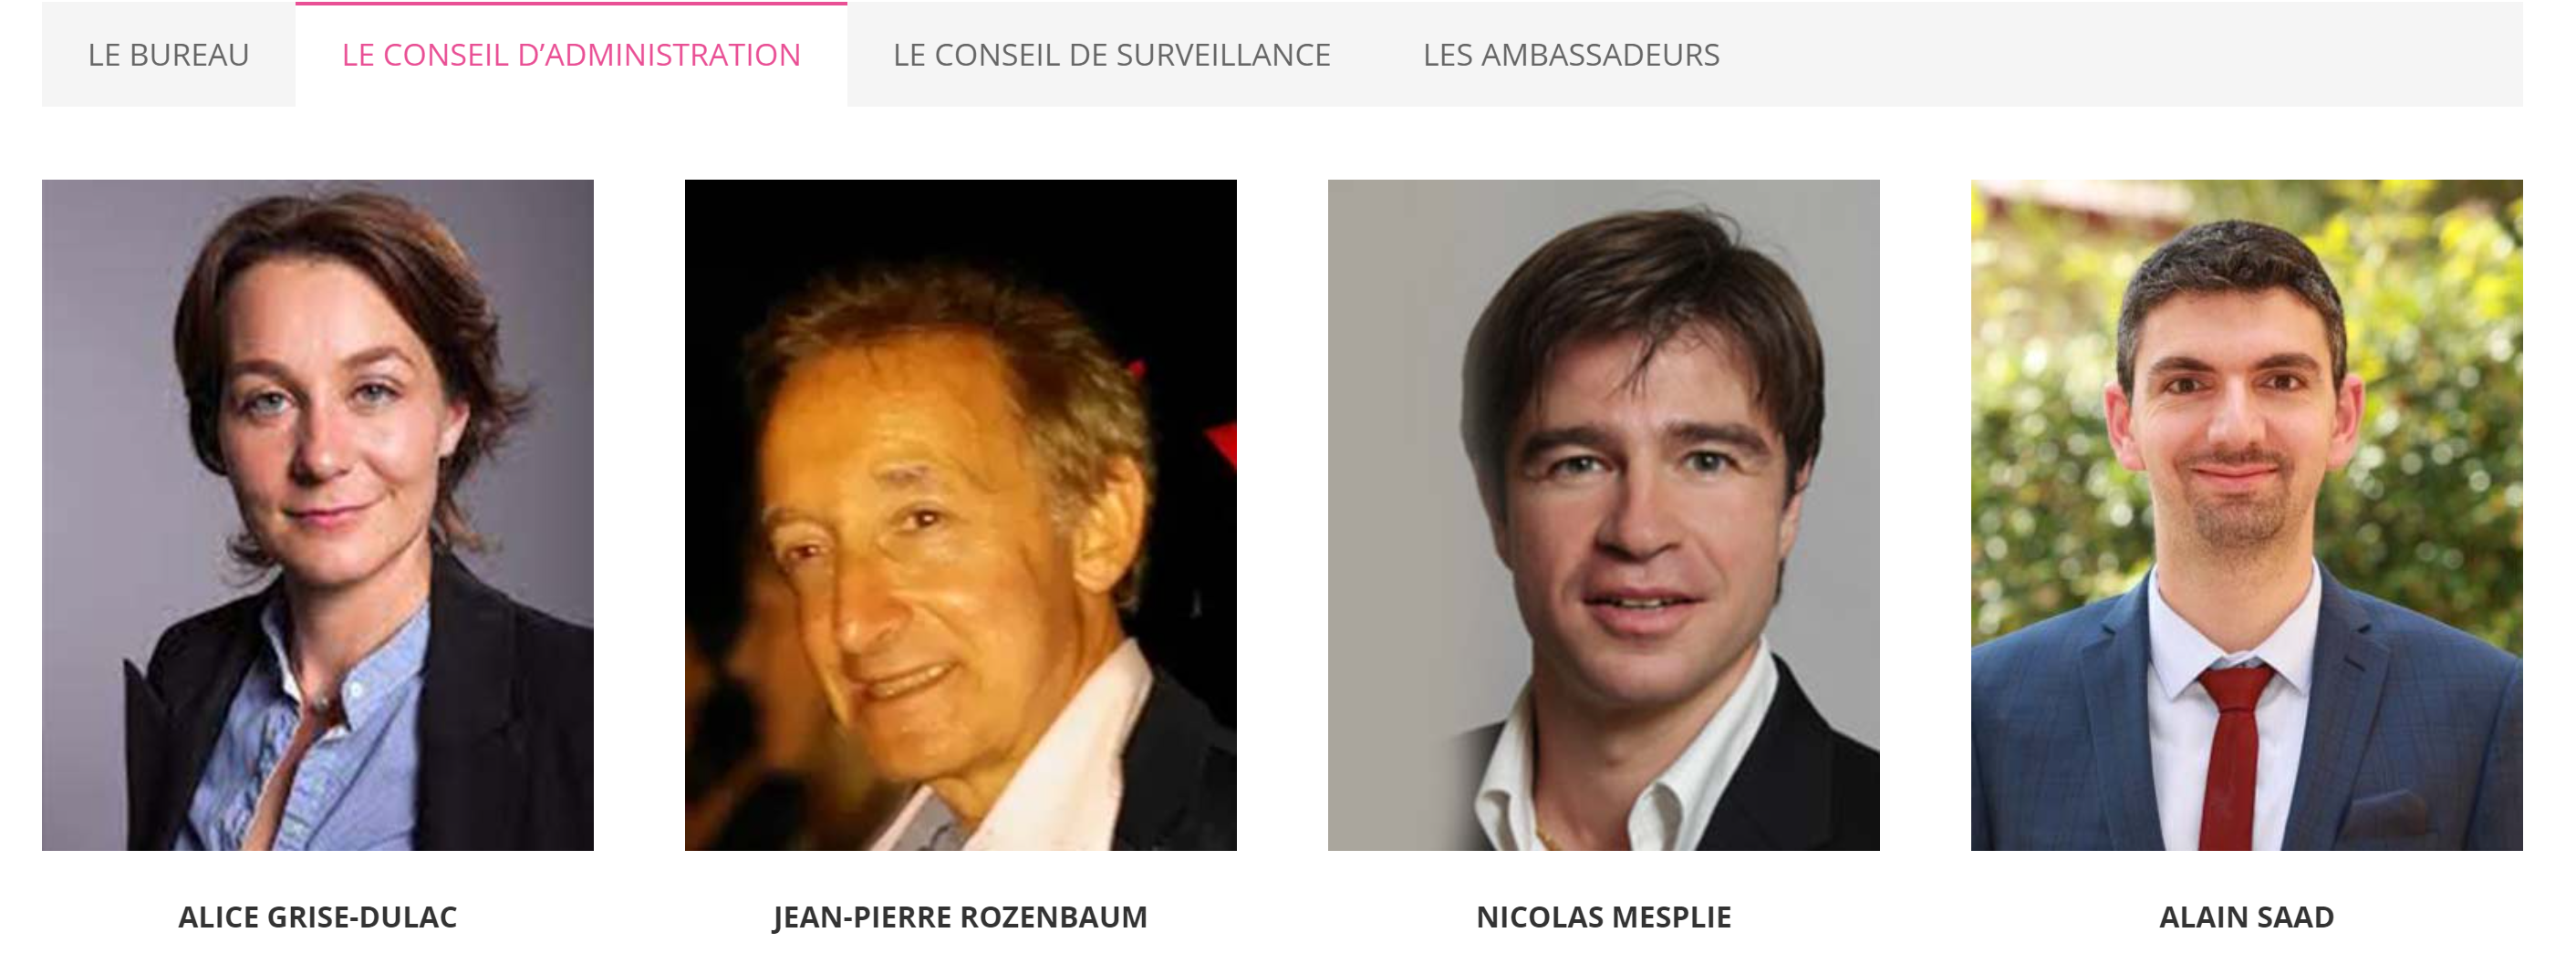 LE BUREAU
LE CONSEIL D’ADMINISTRATION
LE CONSEIL DE SURVEILLANCE
LES AMBASSADEURS
ALICE GRISE-DULAC
JEAN-PIERRE ROZENBAUM
NICOLAS MESPLIE
ALAIN SAAD